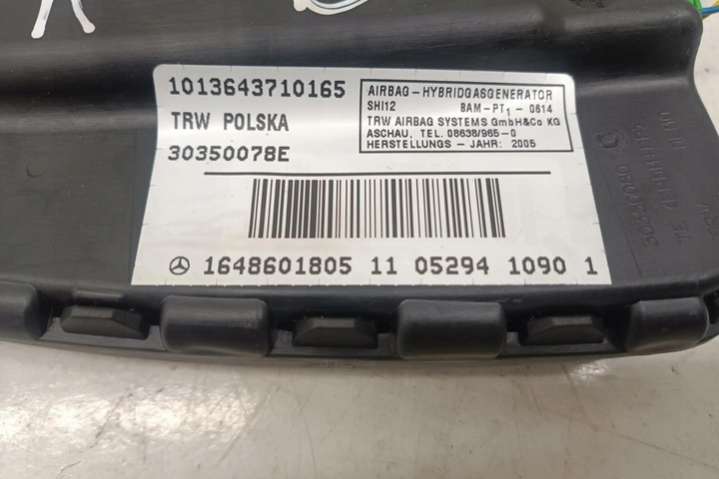 1013643710165
TRW POLSKA
30350078E
AIRBAG-HYBRIDGASGENERATOR
SHI12 BAM-PT1-0614
TRW AIRBAG SYSTEMS GmbH&Co KG
ASCHAU, TEL. 08638/965-0
HERSTELLUNGS - JAHR: 2005
1648601805 11 05294 1090 1